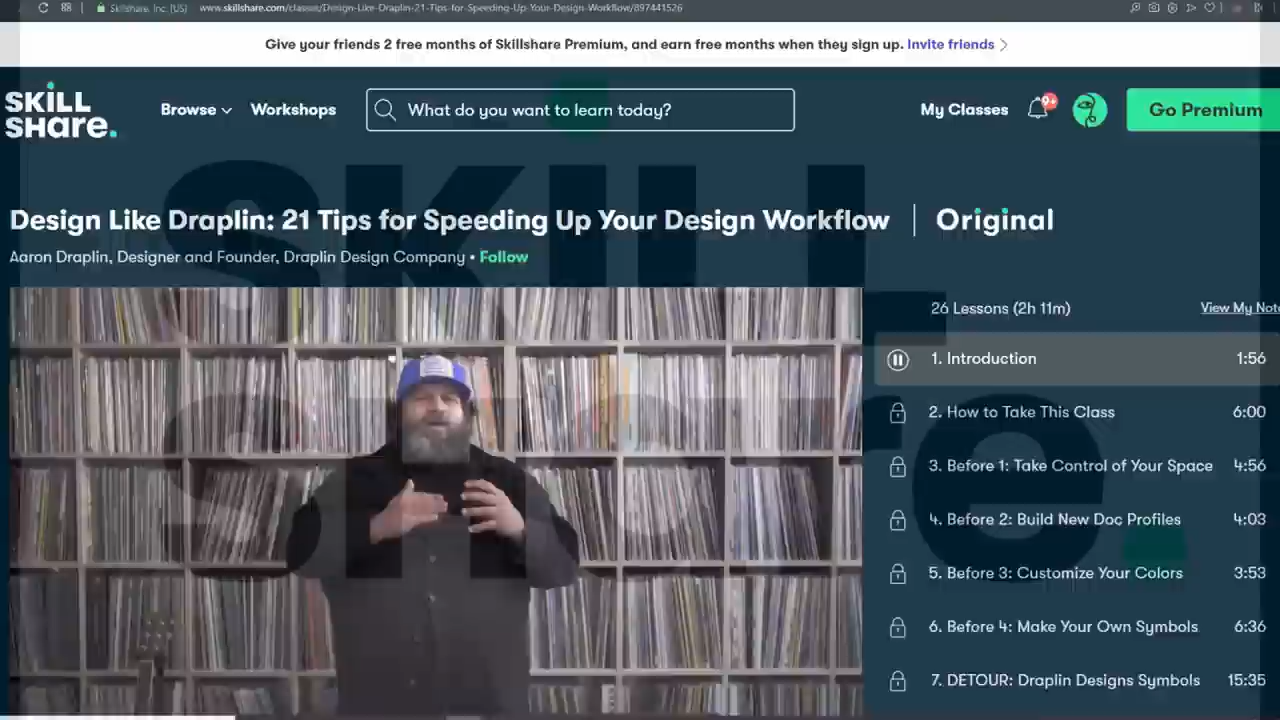 Skillshare, Inc. [US]
www.skillshare.com/classes/Design-Like-Draplin-21-Tips-for-Speeding-Up-Your-Design-Workflow/897441526
Give your friends 2 free months of Skillshare Premium, and earn free months when they sign up. Invite friends
SKILL
SHare.
Browse
Workshops
What do you want to learn today?
My Classes
9+
Go Premium
SKILL
SHare.
Design Like Draplin: 21 Tips for Speeding Up Your Design Workflow
Original
Aaron Draplin, Designer and Founder, Draplin Design Company • Follow
26 Lessons (2h 11m)
View My Note
1. Introduction 1:56
2. How to Take This Class 6:00
3. Before 1: Take Control of Your Space 4:56
4. Before 2: Build New Doc Profiles 4:03
5. Before 3: Customize Your Colors 3:53
6. Before 4: Make Your Own Symbols 6:36
7. DETOUR: Draplin Designs Symbols 15:35